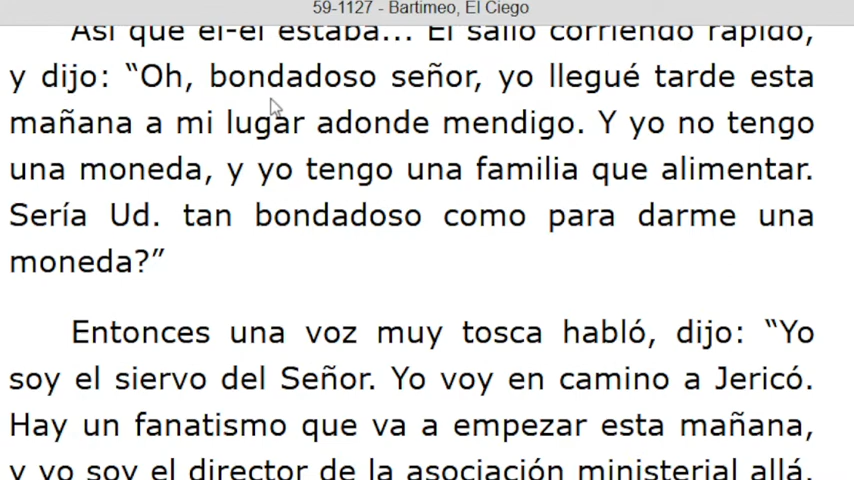 59-1127 - Bartimeo, El Ciego
Así que él-él estaba... Él salió corriendo rápido,
y dijo: “Oh, bondadoso señor, yo llegué tarde esta
mañana a mi lugar adonde mendigo. Y yo no tengo
una moneda, y yo tengo una familia que alimentar.
Sería Ud. tan bondadoso como para darme una
moneda?”
Entonces una voz muy tosca habló, dijo: “Yo
soy el siervo del Señor. Yo voy en camino a Jericó.
Hay un fanatismo que va a empezar esta mañana,
y yo soy el director de la asociación ministerial allá.